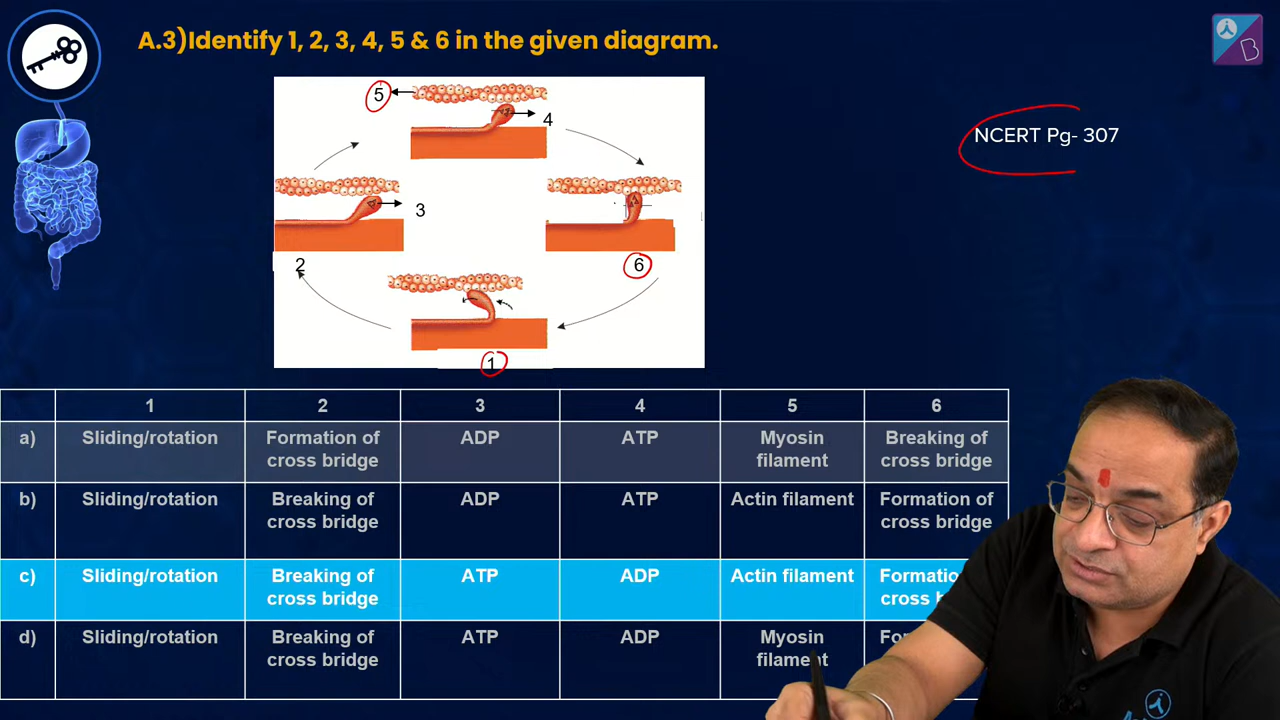 A.3)Identify 1, 2, 3, 4, 5 & 6 in the given diagram.
B
NCERT Pg- 307
5
4
3
2
6
1
1 2 3 4 5 6
a) Sliding/rotation Formation of cross bridge ADP ATP Myosin filament Breaking of cross bridge
b) Sliding/rotation Breaking of cross bridge ADP ATP Actin filament Formation of cross bridge
c) Sliding/rotation Breaking of cross bridge ATP ADP Actin filament
d) Sliding/rotation Breaking of cross bridge ATP ADP Myosin filament